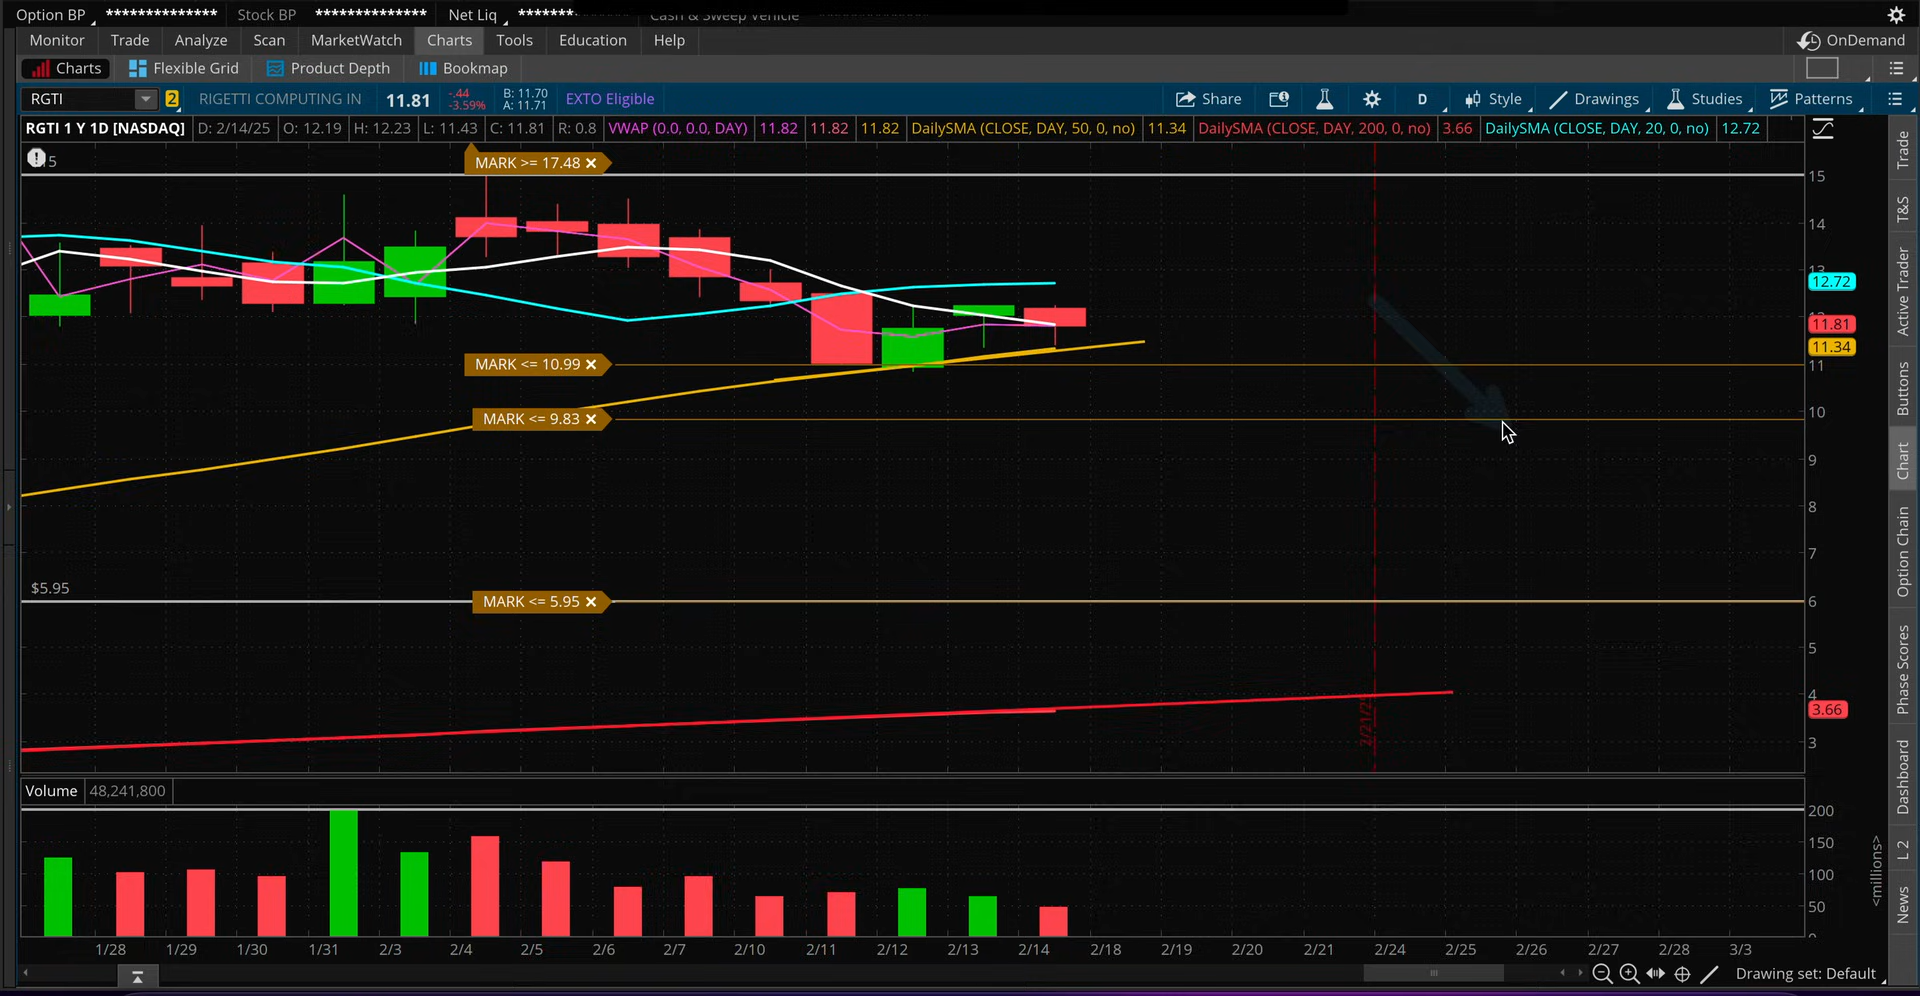 Option BP ************** Stock BP ************** Net Liq *******
Cash & Sweep Vehicle
Monitor Trade Analyze Scan MarketWatch Charts Tools Education Help OnDemand
Charts Flexible Grid Product Depth Bookmap
RGTI 2 RIGETTI COMPUTING IN 11.81 -.44 B: 11.70 EXTO Eligible Share D Style Drawings Studies Patterns
-3.59% A: 11.71
RGTI 1 Y 1D [NASDAQ] D: 2/14/25 O: 12.19 H: 12.23 L: 11.43 C: 11.81 R: 0.8 VWAP (0.0, 0.0, DAY) 11.82 11.82 11.82 DailySMA (CLOSE, DAY, 50, 0, no) 11.34 DailySMA (CLOSE, DAY, 200, 0, no) 3.66 DailySMA (CLOSE, DAY, 20, 0, no) 12.72
5
MARK >= 17.48 ×
15
14
13
12.72
11.81
11.34
MARK <= 10.99 ×
11
MARK <= 9.83 ×
10
9
8
7
$5.95
MARK <= 5.95 ×
6
5
4
3.66
3
Volume 48,241,800
200
150
100
50
0
<millions>
1/28 1/29 1/30 1/31 2/3 2/4 2/5 2/6 2/7 2/10 2/11 2/12 2/13 2/14 2/18 2/19 2/20 2/21 2/24 2/25 2/26 2/27 2/28 3/3
Drawing set: Default
Trade
T&S
Active Trader
Buttons
Chart
Option Chain
Phase Scores
Dashboard
L 2
News